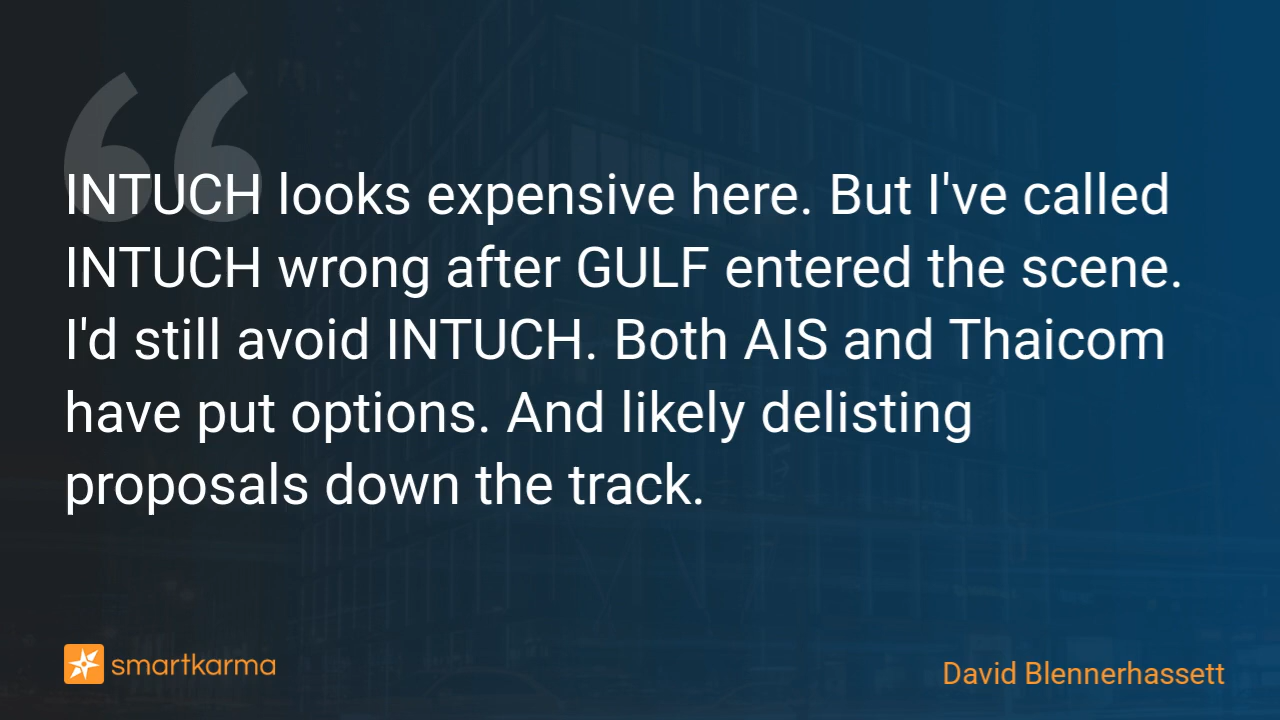 INTUCH looks expensive here. But I've called
INTUCH wrong after GULF entered the scene.
I'd still avoid INTUCH. Both AIS and Thaicom
have put options. And likely delisting
proposals down the track.
smartkarma
David Blennerhassett